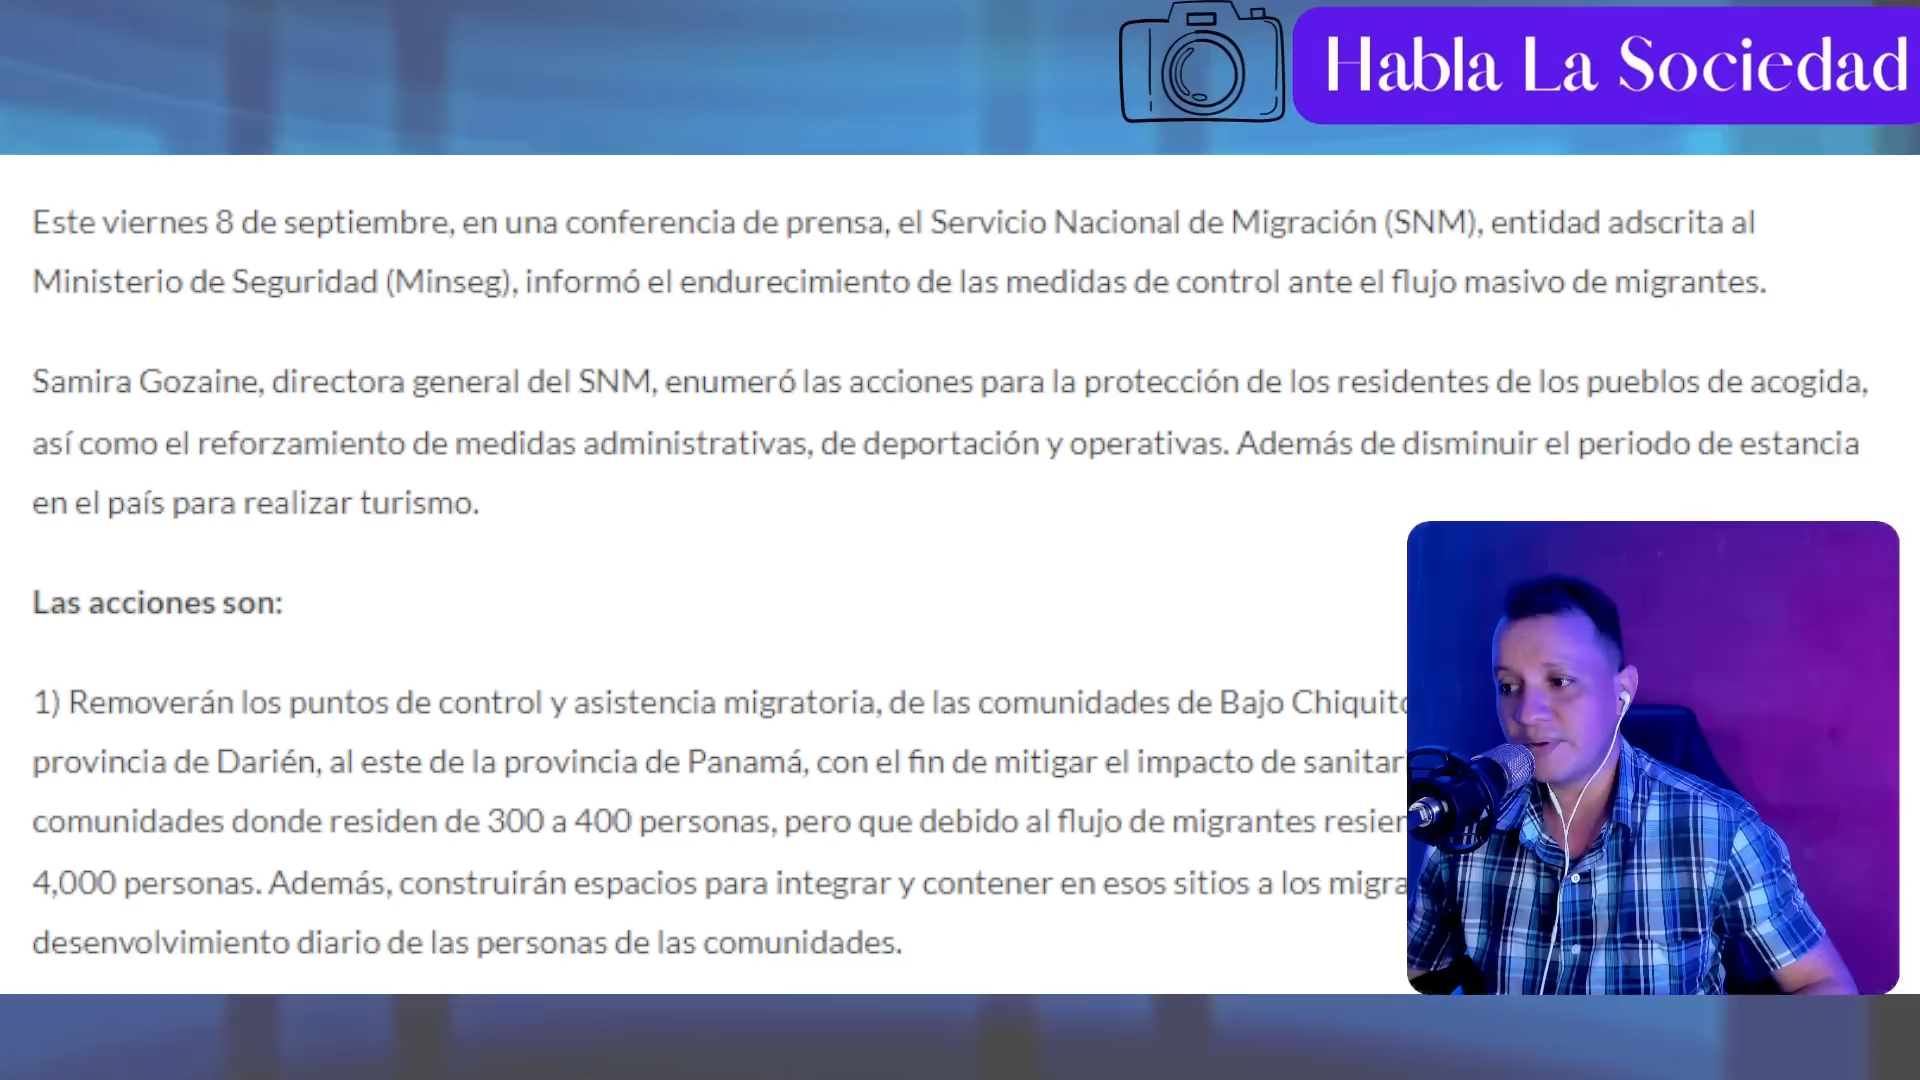 Habla La Sociedad
Este viernes 8 de septiembre, en una conferencia de prensa, el Servicio Nacional de Migración (SNM), entidad adscrita al
Ministerio de Seguridad (Minseg), informó el endurecimiento de las medidas de control ante el flujo masivo de migrantes.
Samira Gozaine, directora general del SNM, enumeró las acciones para la protección de los residentes de los pueblos de acogida,
así como el reforzamiento de medidas administrativas, de deportación y operativas. Además de disminuir el periodo de estancia
en el país para realizar turismo.
Las acciones son:
1) Removerán los puntos de control y asistencia migratoria, de las comunidades de Bajo
provincia de Darién, al este de la provincia de Panamá, con el fin de mitigar el impacto de
comunidades donde residen de 300 a 400 personas, pero que debido al flujo de migrantes
4,000 personas. Además, construirán espacios para integrar y contener en esos sitios a los
desenvolvimiento diario de las personas de las comunidades.